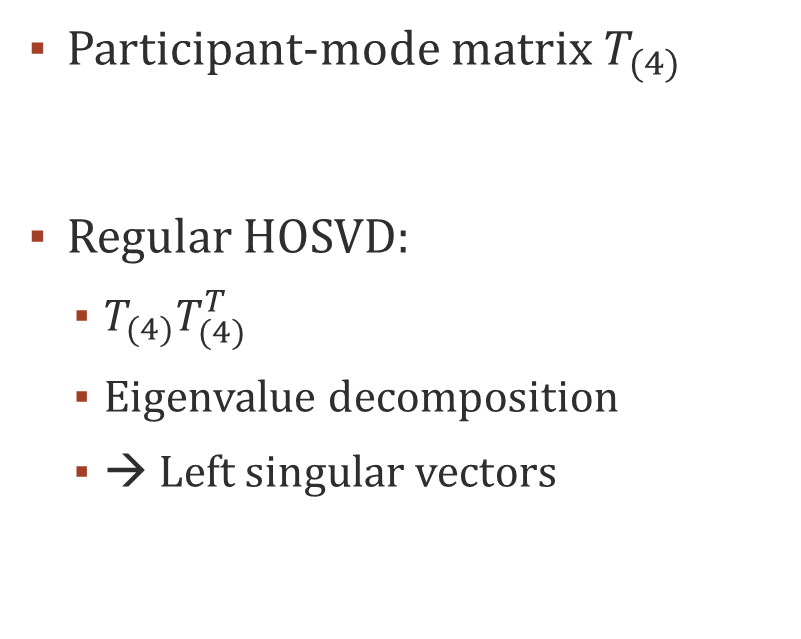 ▪ Participant-mode matrix T₍₄₎
▪ Regular HOSVD:
▪ T₍₄₎T₍₄₎ᵀ
▪ Eigenvalue decomposition
▪ → Left singular vectors